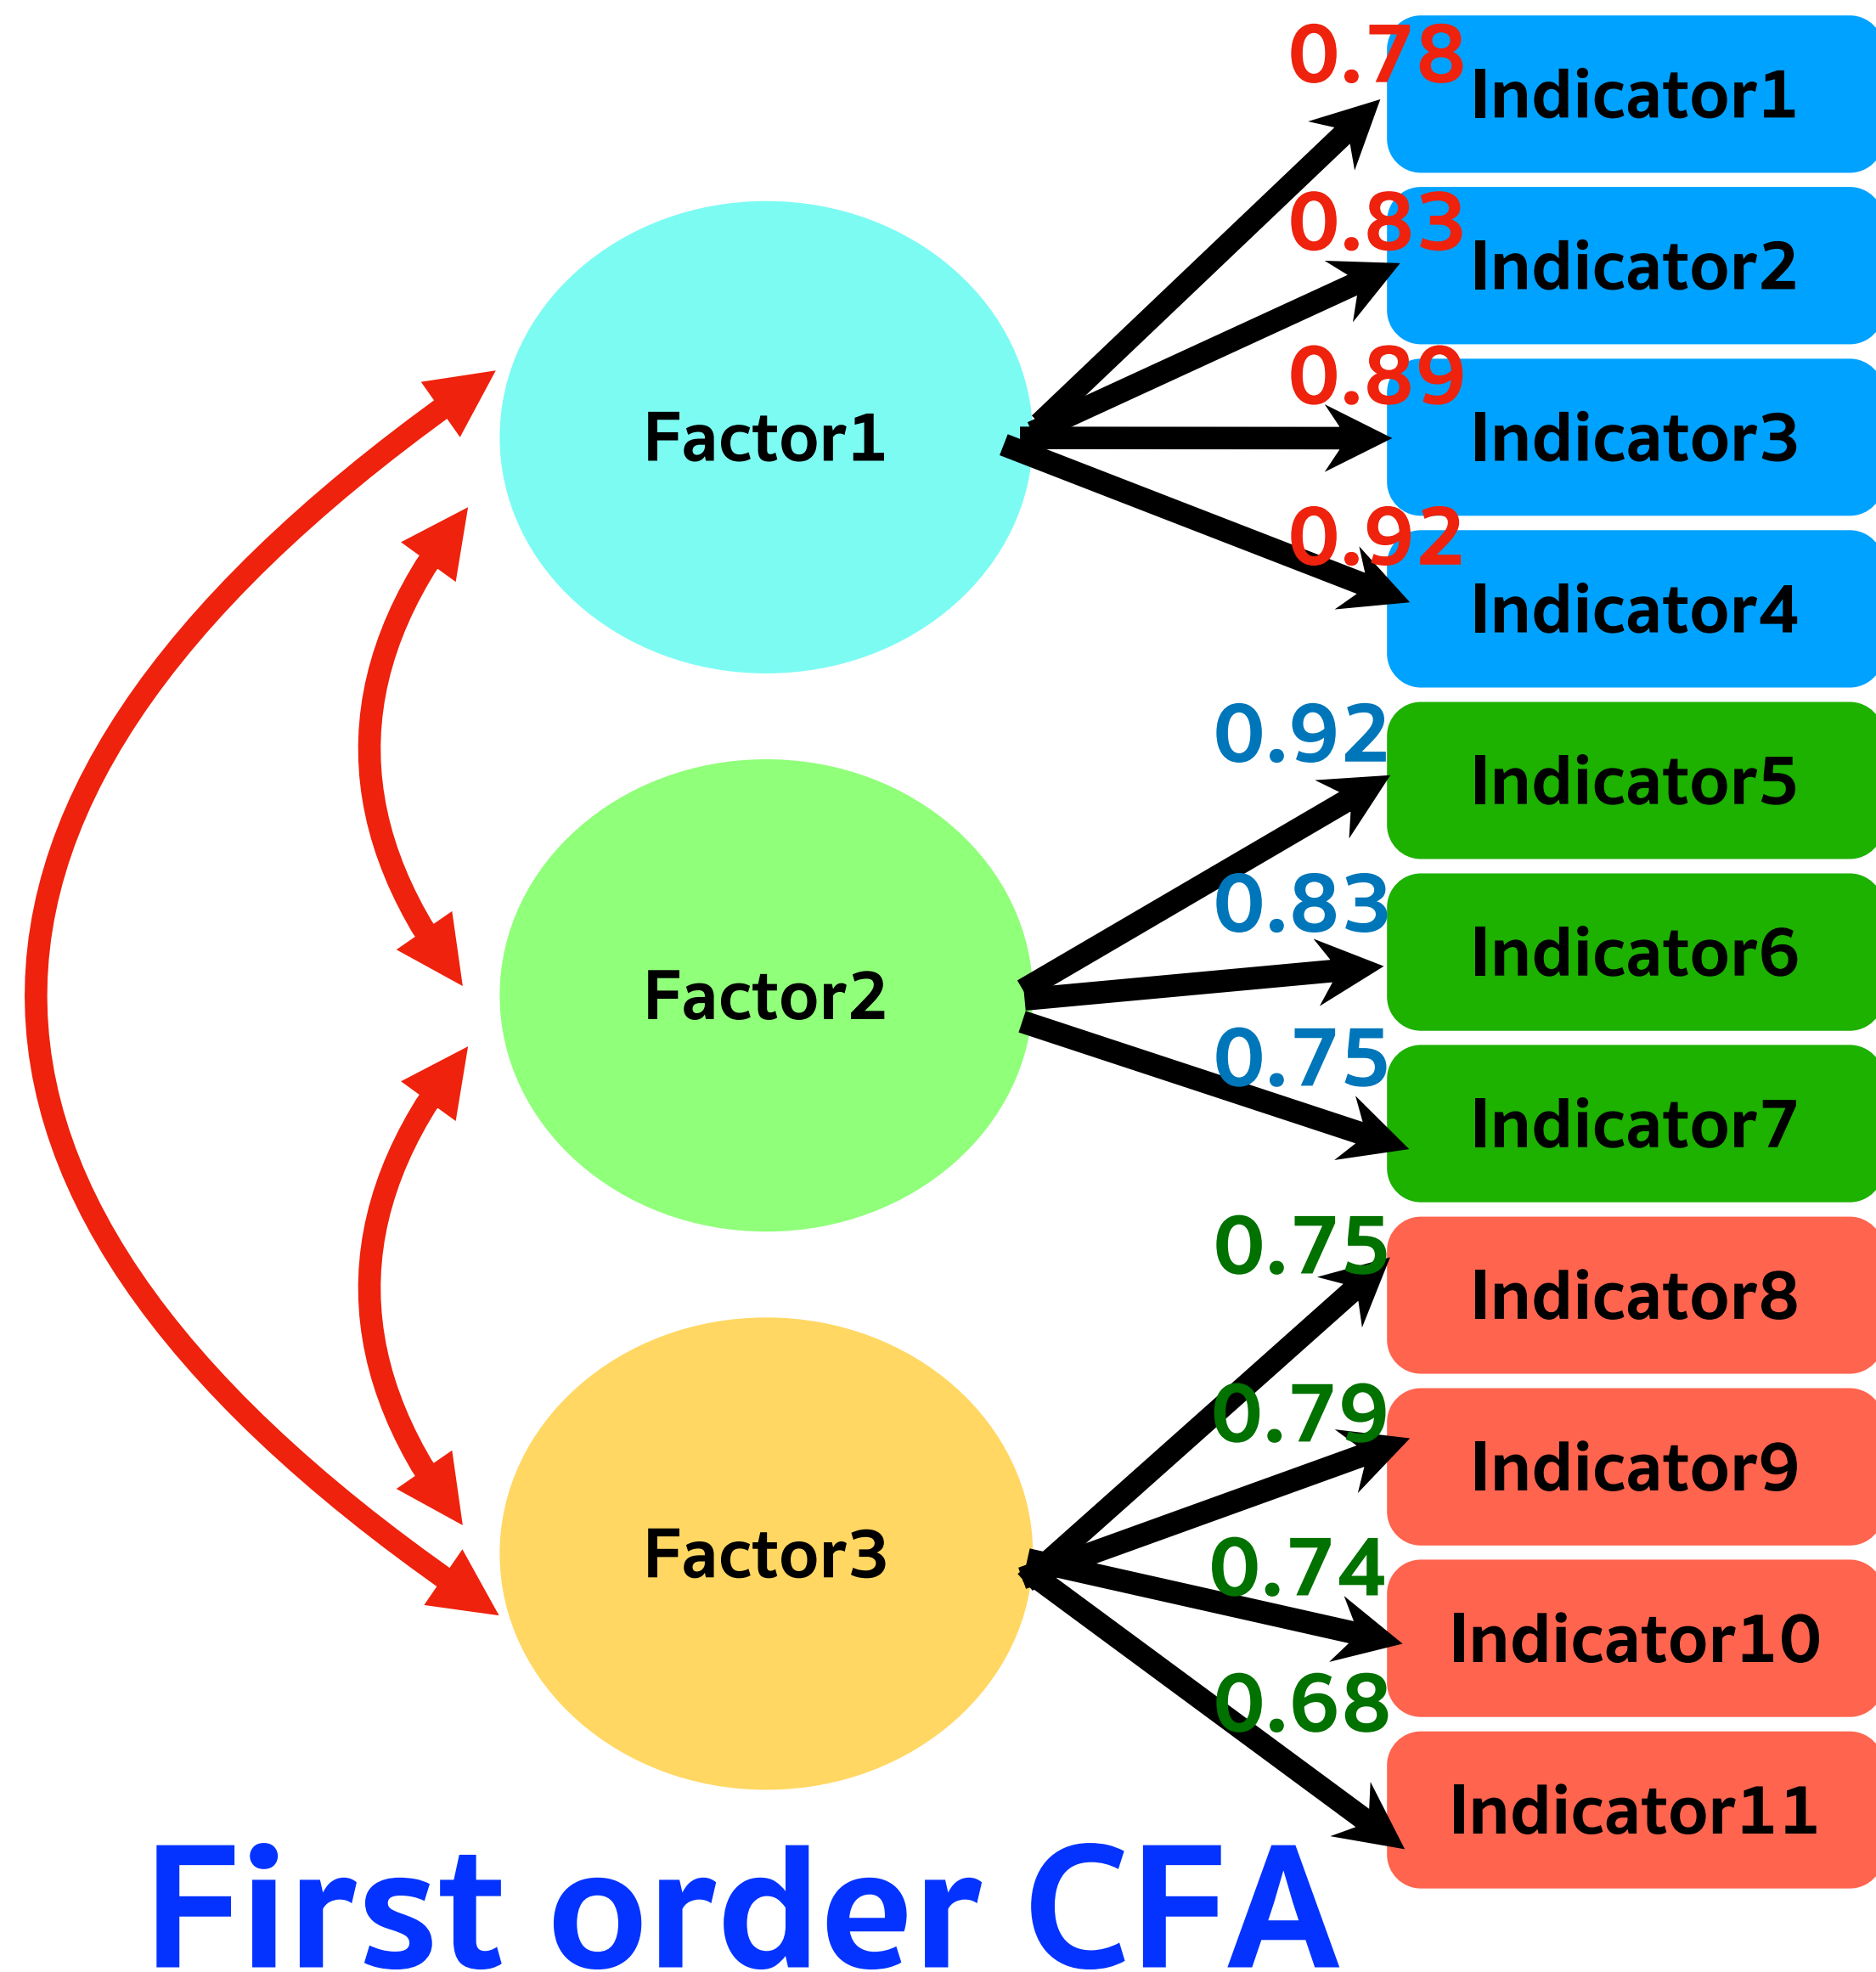 0.78
Indicator1
0.83
Indicator2
0.89
Factor1
Indicator3
0.92
Indicator4
0.92
Indicator5
0.83
Indicator6
Factor2
0.75
Indicator7
0.75
Indicator8
0.79
Indicator9
Factor3
0.74
Indicator10
0.68
Indicator11
First order CFA